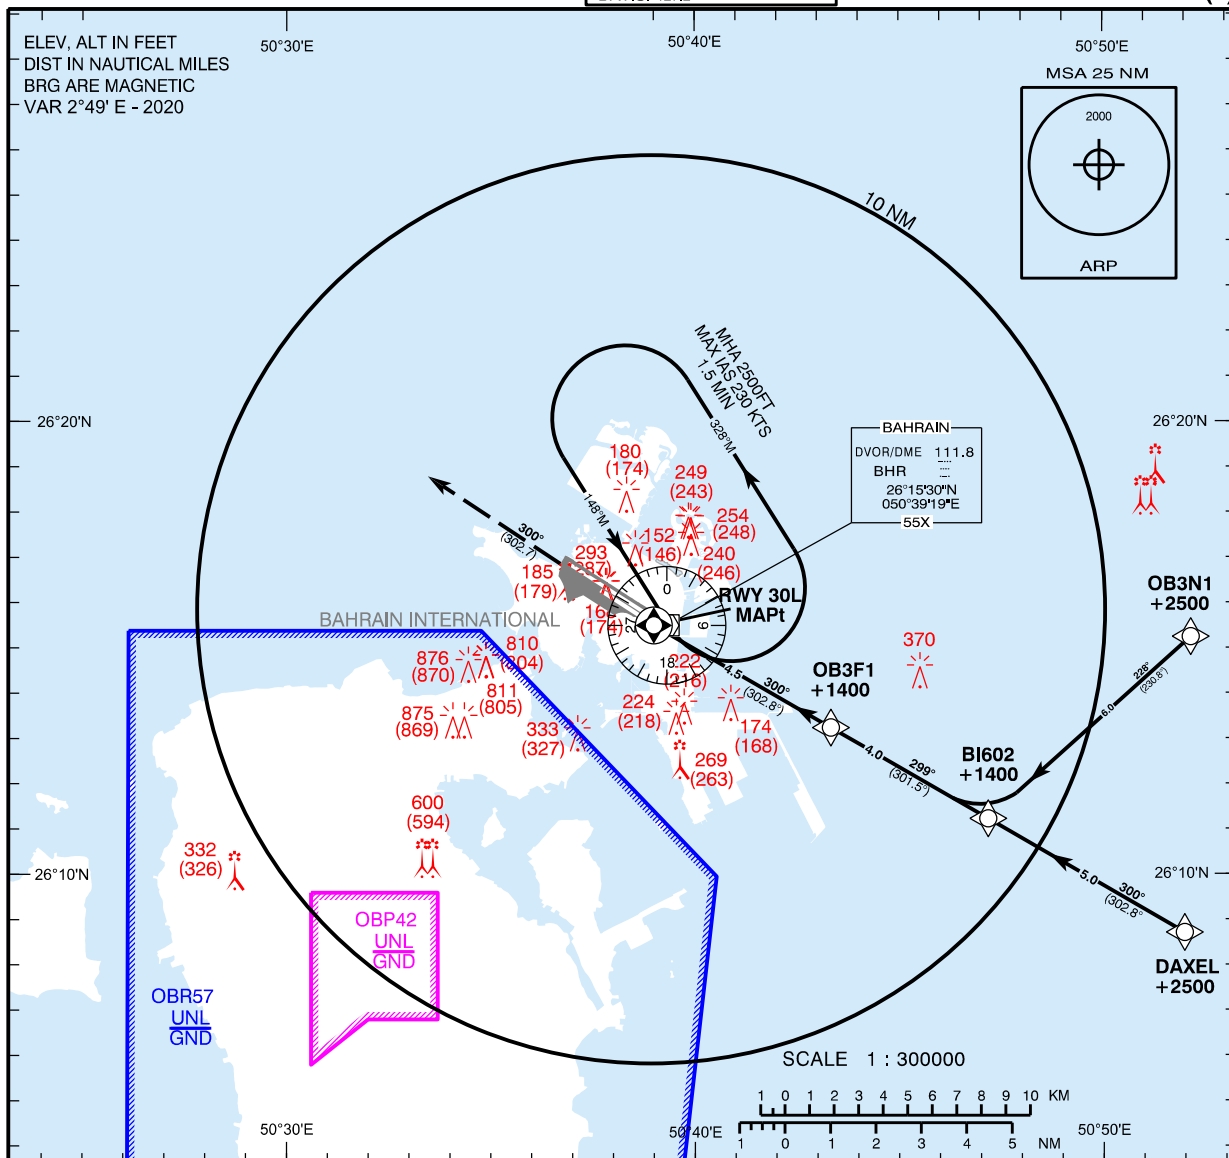 50°30'E
50°40'E
50°50'E
ELEV, ALT IN FEET
DIST IN NAUTICAL MILES
BRG ARE MAGNETIC
VAR 2°49' E - 2020
MSA 25 NM
2000
ARP
10 NM
MHA 2500FT
MAX IAS 230 KTS
1.5 MIN
328°M
148°M
26°20'N
26°20'N
BAHRAIN
DVOR/DME 111.8
BHR
26°15'30"N
050°39'19"E
55X
180
(174)
249
(243)
254
(248)
152
(146)
240
(246)
293
185
(179)
(174)
300°
(302.7)
0
9
18
27
RWY 30L
MAPt
BAHRAIN INTERNATIONAL
OB3N1
+2500
370
228°
(230.8°)
6.0
876
(870)
810
(804)
811
(805)
875
(869)
333
(327)
222
(216)
224
(218)
174
(168)
269
(263)
4.5
300°
(302.8°)
OB3F1
+1400
4.0
299°
(301.5°)
BI602
+1400
5.0
300°
(302.8°
DAXEL
+2500
600
(594)
332
(326)
26°10'N
26°10'N
OBP42
UNL
GND
OBR57
UNL
GND
SCALE 1 : 300000
1 0 1 2 3 4 5 6 7 8 9 10 KM
1 0 1 2 3 4 5 NM
50°30'E
50°40'E
50°50'E